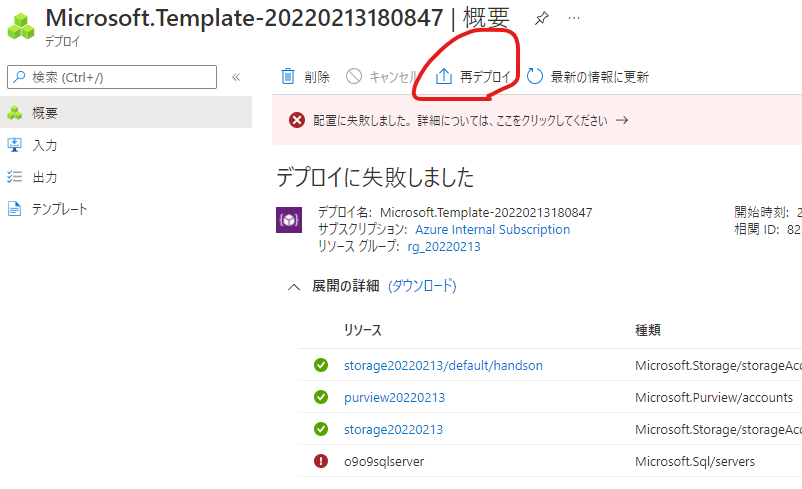 Microsoft.Template-20220213180847 | 概要
デプロイ
検索 (Ctrl+/)
削除 キャンセル 再デプロイ 最新の情報に更新
概要
入力
出力
テンプレート
配置に失敗しました。詳細については、ここをクリックしてください →
デプロイに失敗しました
デプロイ名: Microsoft.Template-20220213180847 開始時刻: 2
サブスクリプション: Azure Internal Subscription 相関 ID: 82
リソース グループ: rg_20220213
展開の詳細 (ダウンロード)
リソース 種類
storage20220213/default/handson Microsoft.Storage/storageAcc
purview20220213 Microsoft.Purview/accounts
storage20220213 Microsoft.Storage/storageAcc
o9o9sqlserver Microsoft.Sql/servers